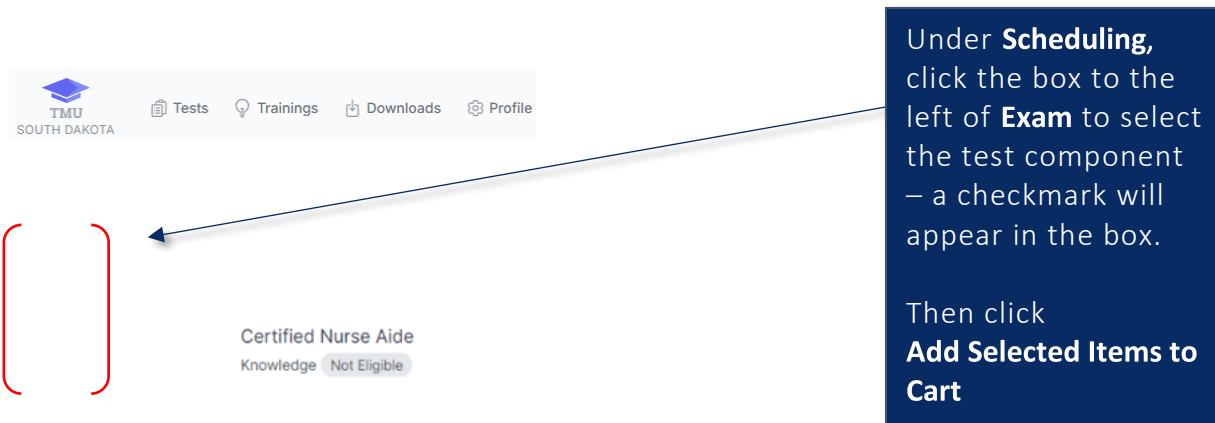 TMU
SOUTH DAKOTA
Tests
Trainings
Downloads
Profile
Certified Nurse Aide
Knowledge Not Eligible
Under Scheduling,
click the box to the
left of Exam to select
the test component
– a checkmark will
appear in the box.
Then click
Add Selected Items to
Cart